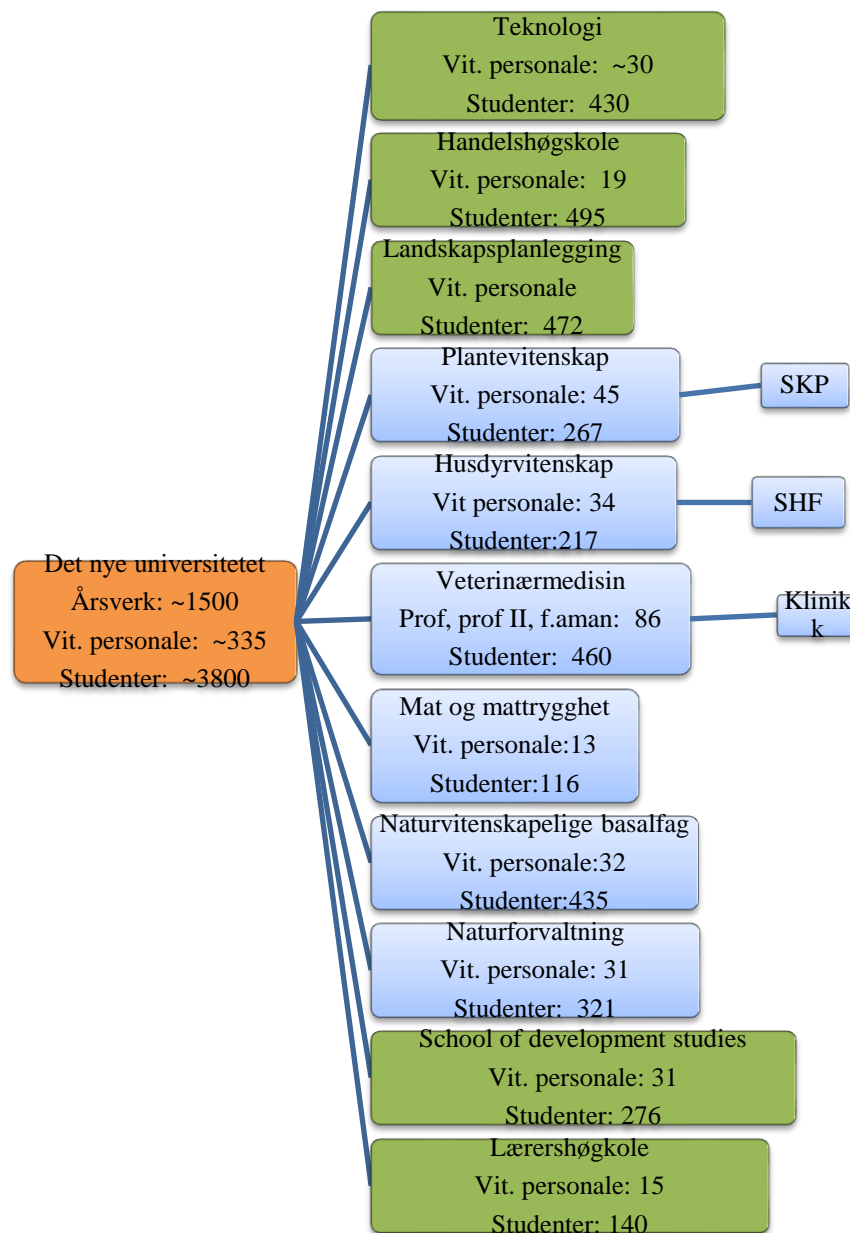 Teknologi
Vit. personale: ~30
Studenter: 430
Handelshøgskole
Vit. personale: 19
Studenter: 495
Landskapsplanlegging
Vit. personale
Studenter: 472
Plantevitenskap
Vit. personale: 45
Studenter: 267
SKP
Husdyrvitenskap
Vit personale: 34
Studenter:217
SHF
Det nye universitetet
Årsverk: ~1500
Vit. personale: ~335
Studenter: ~3800
Veterinærmedisin
Prof, prof II, f.aman: 86
Studenter: 460
Klinik
k
Mat og mattrygghet
Vit. personale:13
Studenter:116
Naturvitenskapelige basalfag
Vit. personale:32
Studenter:435
Naturforvaltning
Vit. personale: 31
Studenter: 321
School of development studies
Vit. personale: 31
Studenter: 276
Lærershøgkole
Vit. personale: 15
Studenter: 140